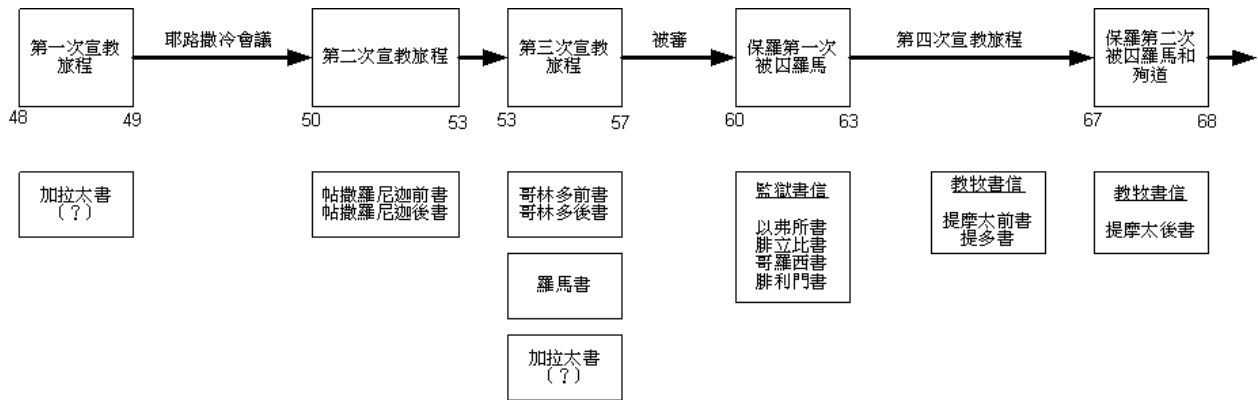 第一次宣教
旅程
耶路撒冷會議
第二次宣教旅程
第三次宣教
旅程
被審
保羅第一次
被囚羅馬
第四次宣教旅程
保羅第二次
被囚羅馬和
殉道
48
49
50
53
53
57
60
63
67
68
加拉太書
(?)
帖撒羅尼迦前書
帖撒羅尼迦後書
哥林多前書
哥林多後書
羅馬書
加拉太書
(?)
監獄書信
以弗所書
腓立比書
哥羅西書
腓利門書
教牧書信
提摩太前書
提多書
教牧書信
提摩太後書